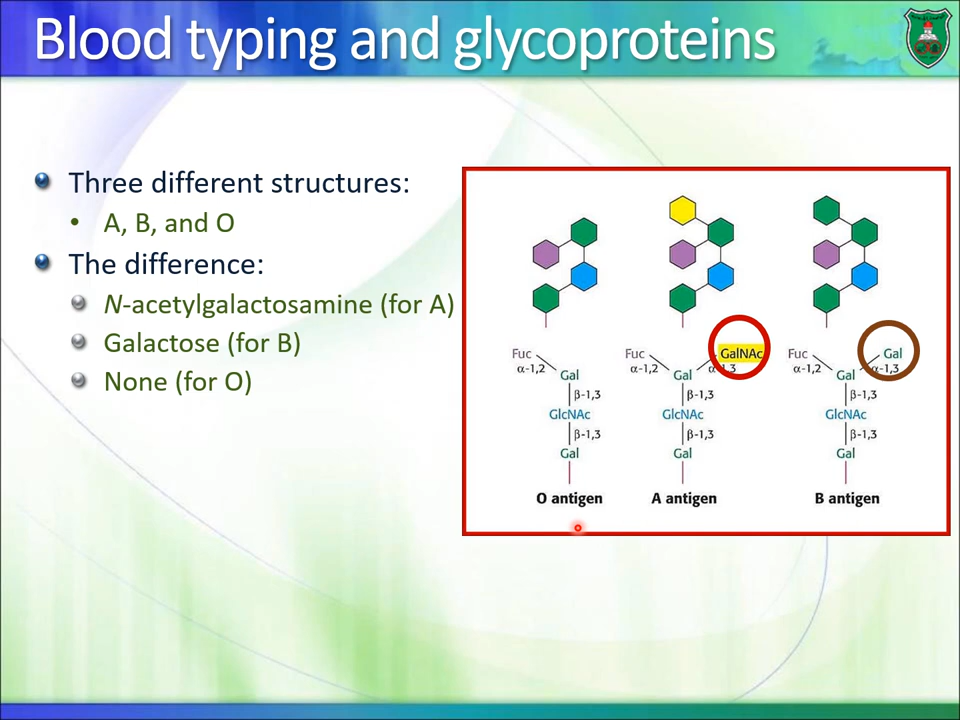 Blood typing and glycoproteins
Three different structures:
A, B, and O
The difference:
N-acetylgalactosamine (for A)
Galactose (for B)
None (for O)
Fuc
α-1,2
Gal
β-1,3
GlcNAc
β-1,3
Gal
O antigen
Fuc
α-1,2
GalNAc
α-1,3
Gal
β-1,3
GlcNAc
β-1,3
Gal
A antigen
Fuc
α-1,2
Gal
α-1,3
Gal
β-1,3
GlcNAc
β-1,3
Gal
B antigen